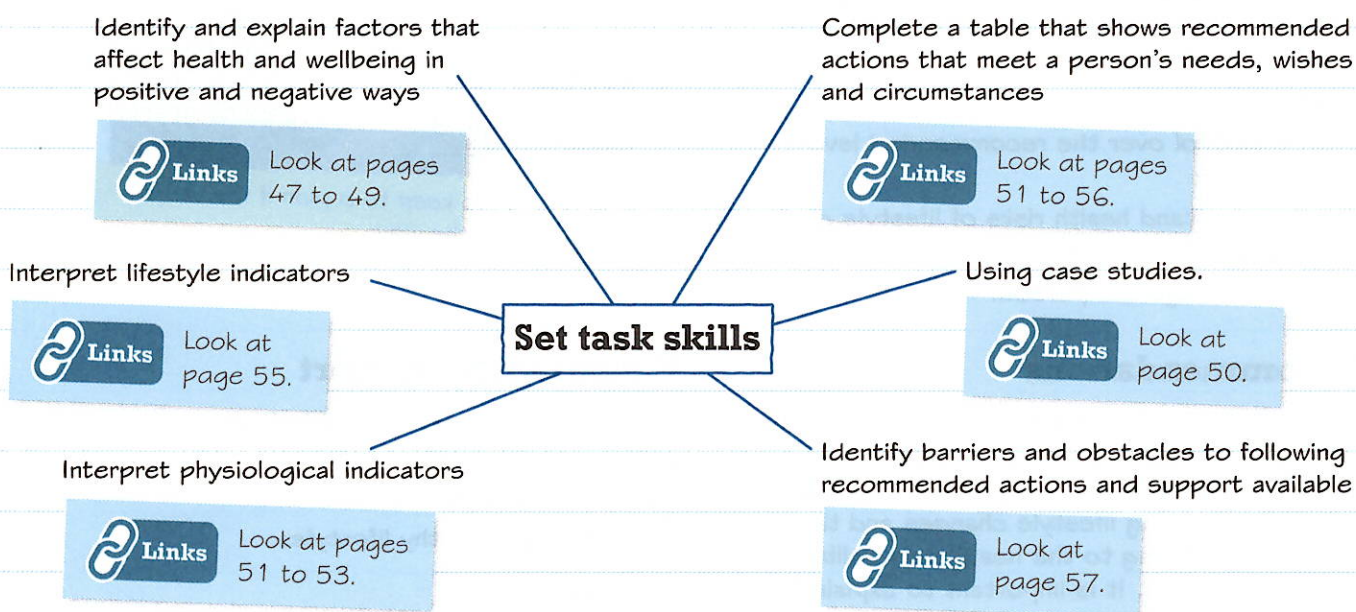 Identify and explain factors that
affect health and wellbeing in
positive and negative ways
Links
Look at pages
47 to 49.
Complete a table that shows recommended
actions that meet a person's needs, wishes
and circumstances
Links
Look at pages
51 to 56.
Interpret lifestyle indicators
Links
Look at
page 55.
Set task skills
Using case studies.
Links
Look at
page 50.
Interpret physiological indicators
Links
Look at pages
51 to 53.
Identify barriers and obstacles to following
recommended actions and support available
Links
Look at
page 57.